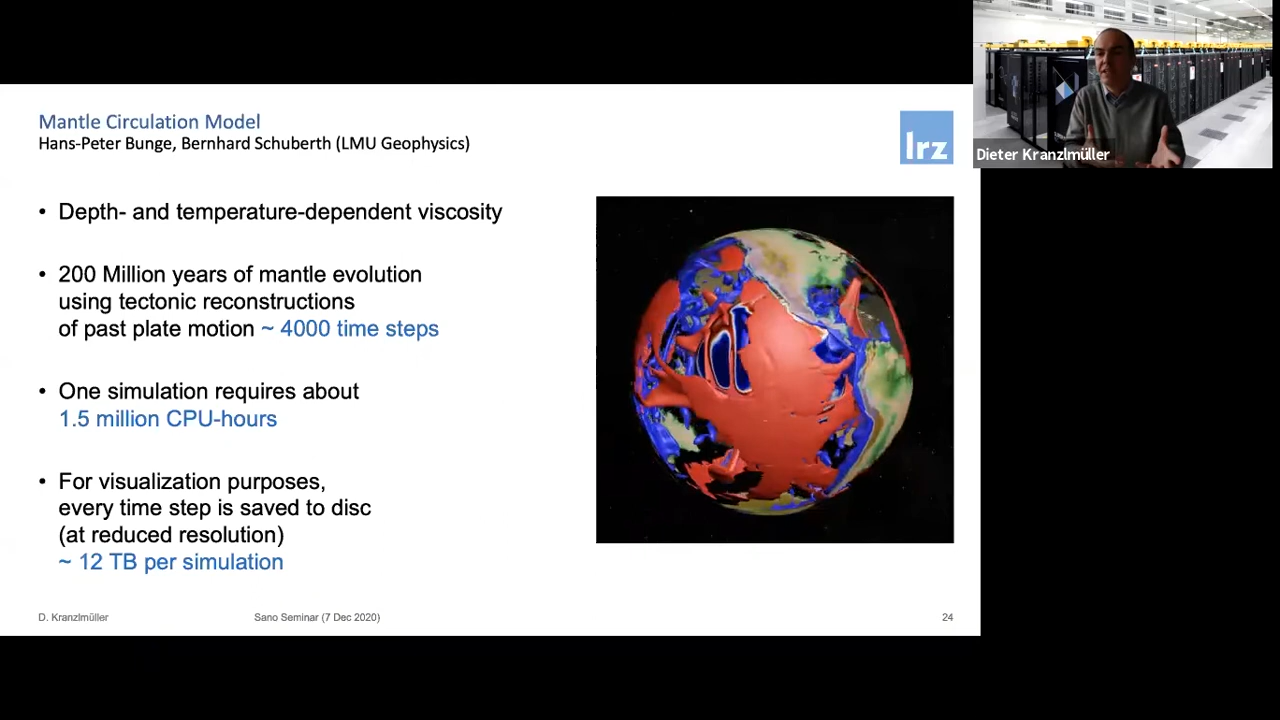 Mantle Circulation Model
Hans-Peter Bunge, Bernhard Schuberth (LMU Geophysics)
lrz
Dieter Kranzlmüller
• Depth- and temperature-dependent viscosity
• 200 Million years of mantle evolution
using tectonic reconstructions
of past plate motion ~ 4000 time steps
• One simulation requires about
1.5 million CPU-hours
• For visualization purposes,
every time step is saved to disc
(at reduced resolution)
~ 12 TB per simulation
D. Kranzlmüller
Sano Seminar (7 Dec 2020)
24